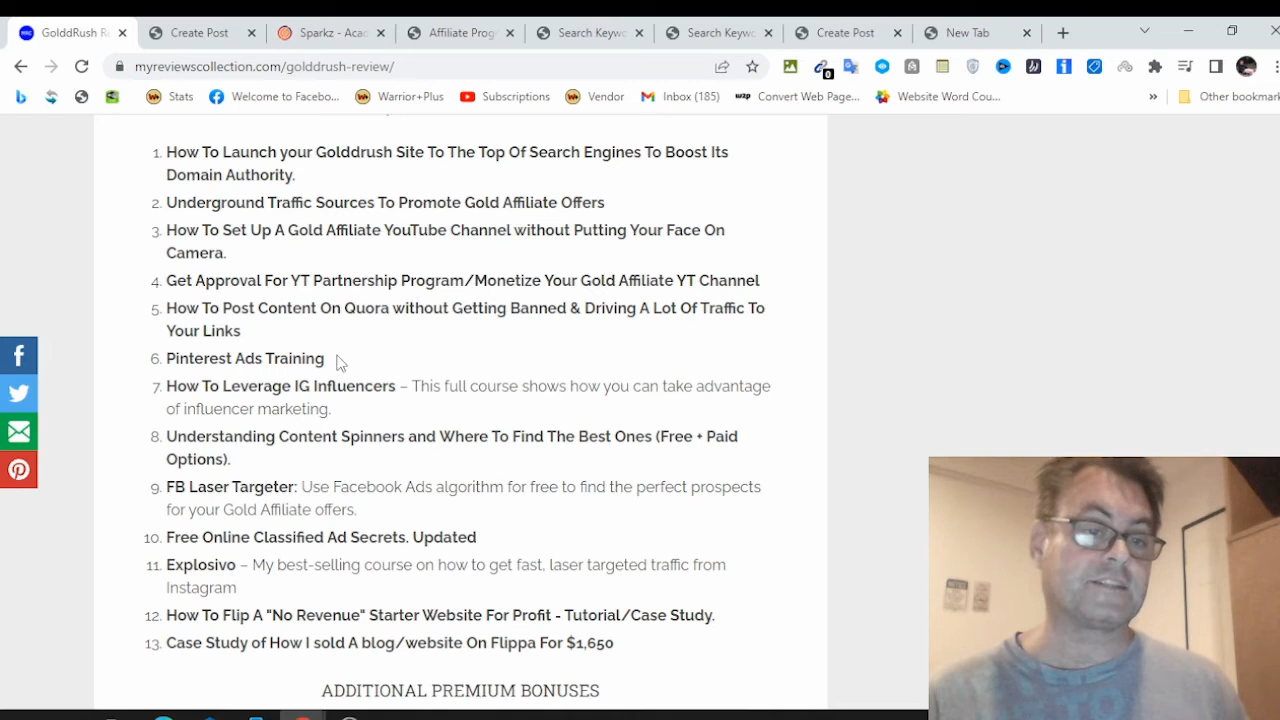 GolddRush R
Create Post
Sparkz - Aca
Affiliate Prog
Search Keywo
Search Keywo
Create Post
New Tab
myreviewscollection.com/golddrush-review/
0
Stats
Welcome to Facebo...
Warrior+Plus
Subscriptions
Vendor
Inbox (185)
w2p
Convert Web Page...
Website Word Cou...
»
Other bookmar
1. How To Launch your Golddrush Site To The Top Of Search Engines To Boost Its
Domain Authority.
2. Underground Traffic Sources To Promote Gold Affiliate Offers
3. How To Set Up A Gold Affiliate YouTube Channel without Putting Your Face On
Camera.
4. Get Approval For YT Partnership Program/Monetize Your Gold Affiliate YT Channel
5. How To Post Content On Quora without Getting Banned & Driving A Lot Of Traffic To
Your Links
6. Pinterest Ads Training
7. How To Leverage IG Influencers – This full course shows how you can take advantage
of influencer marketing.
8. Understanding Content Spinners and Where To Find The Best Ones (Free + Paid
Options).
9. FB Laser Targeter: Use Facebook Ads algorithm for free to find the perfect prospects
for your Gold Affiliate offers.
10. Free Online Classified Ad Secrets. Updated
11. Explosivo – My best-selling course on how to get fast, laser targeted traffic from
Instagram
12. How To Flip A "No Revenue" Starter Website For Profit - Tutorial/Case Study.
13. Case Study of How I sold A blog/website On Flippa For $1,650
ADDITIONAL PREMIUM BONUSES